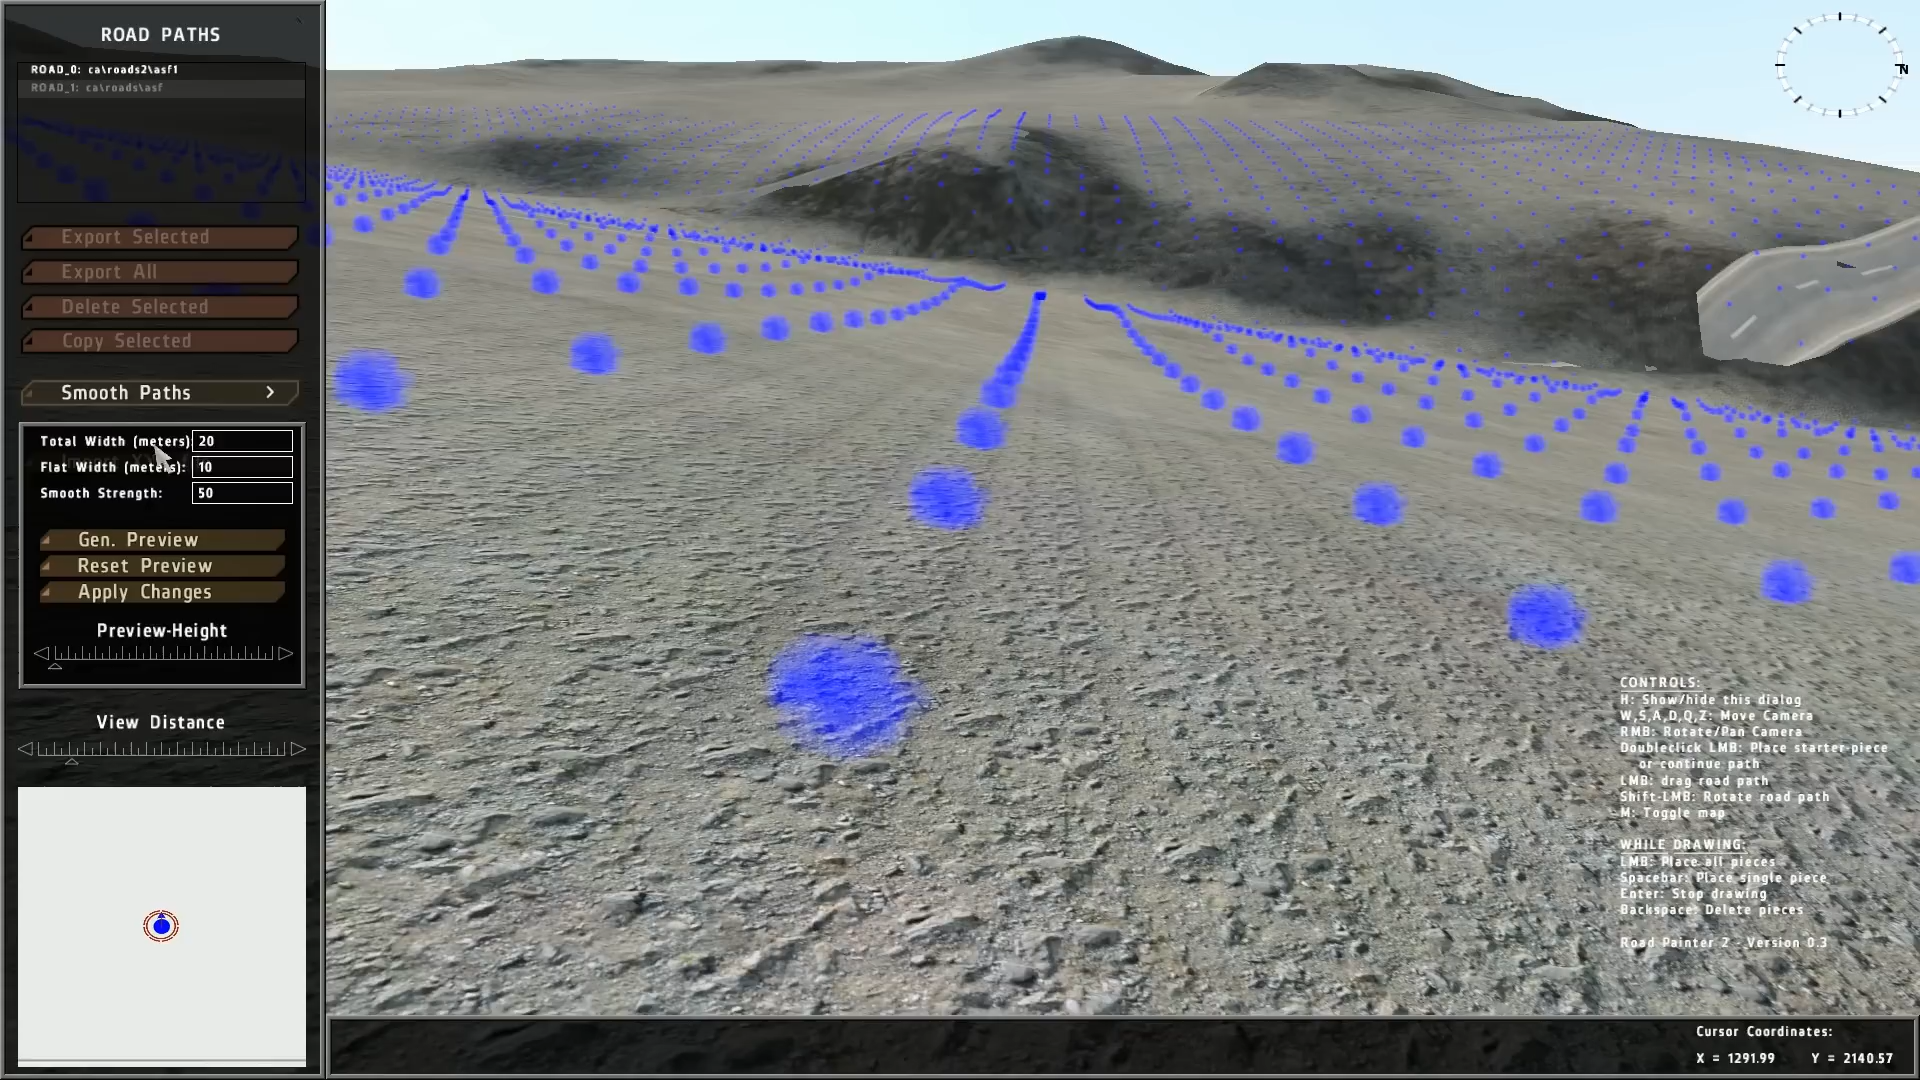 ROAD PATHS
ROAD_0: ca\roads2\asf1
ROAD_1: ca\roads\asf
Export Selected
Export All
Delete Selected
Copy Selected
Smooth Paths >
Total Width (meters) 20
Flat Width (meters): 10
Smooth Strength: 50
Gen. Preview
Reset Preview
Apply Changes
Preview-Height
View Distance
N
CONTROLS:
H: Show/hide this dialog
W,S,A,D,Q,Z: Move Camera
RMB: Rotate/Pan Camera
Doubleclick LMB: Place starter-piece
or continue path
LMB: drag road path
Shift-LMB: Rotate road path
M: Toggle map
WHILE DRAWING:
LMB: Place all pieces
Spacebar: Place single piece
Enter: Stop drawing
Backspace: Delete pieces
Road Painter 2 - Version 0.3
Cursor Coordinates:
X = 1291.99 Y = 2140.57